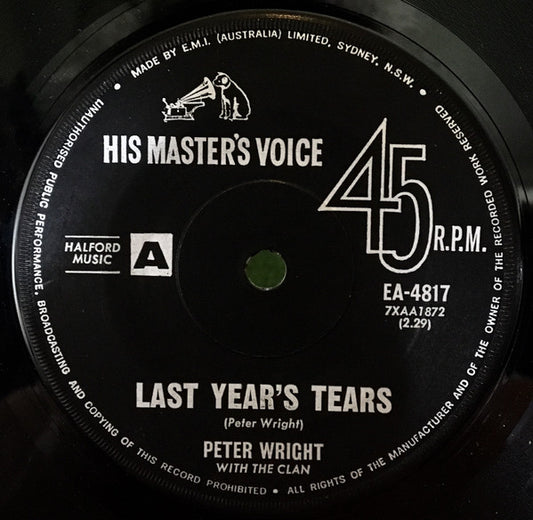 MADE BY E.M.I. (AUSTRALIA) LIMITED, SYDNEY. N.S.W. •
HIS MASTER'S VOICE
45
R.P.M.
HALFORD
MUSIC
A
EA-4817
7XAA1872
(2.29)
LAST YEAR'S TEARS
(Peter Wright)
PETER WRIGHT
WITH THE CLAN
• UNAUTHORISED PUBLIC PERFORMANCE, BROADCASTING AND COPYING OF THIS RECORD PROHIBITED • ALL RIGHTS OF THE MANUFACTURER AND OF THE OWNER OF THE RECORDED WORK RESERVED